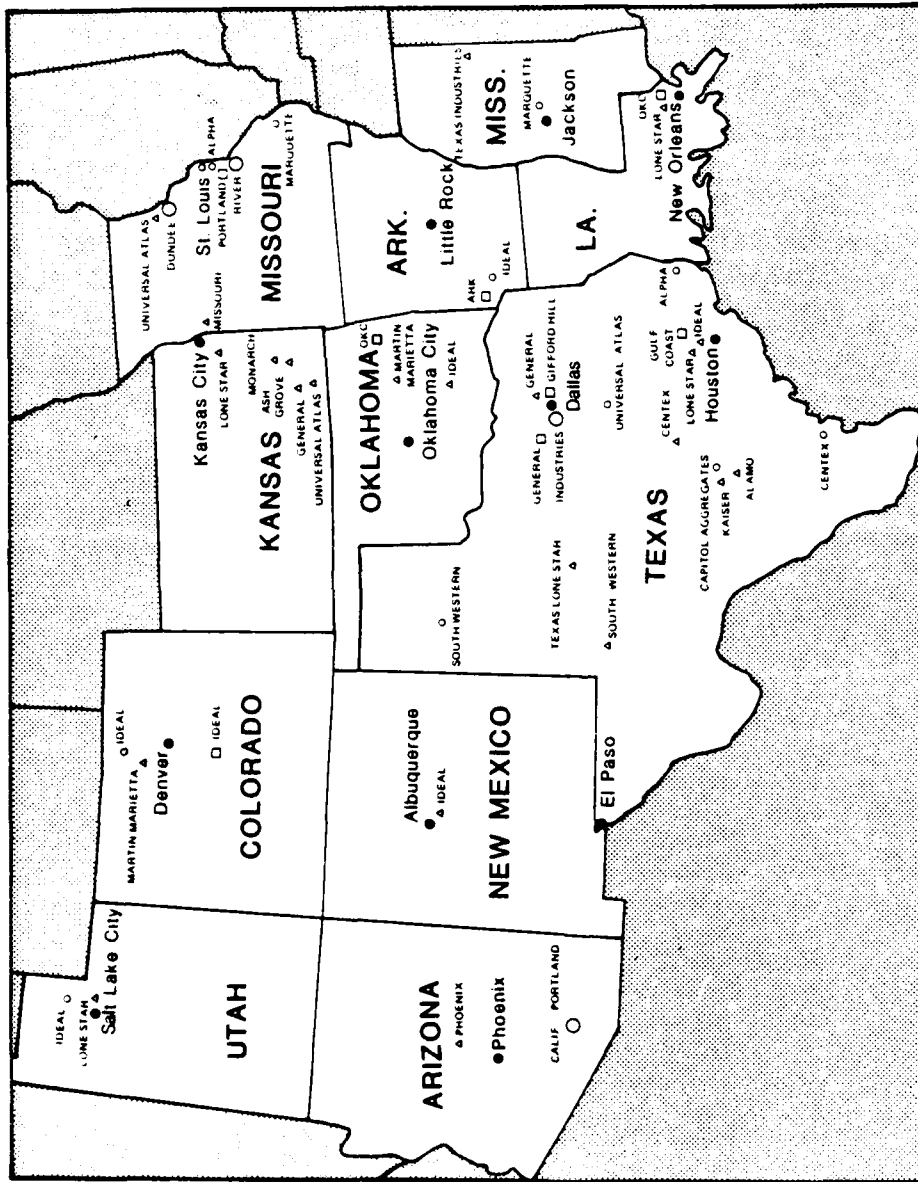 IDEAL
LONE STAH
Salt Lake City
UTAH
ARIZONA
PHOENIX
Phoenix
CALIF PORTLAND
IDEAL
MARTIN MARIETTA
Denver
IDEAL
COLORADO
Albuquerque
IDEAL
NEW MEXICO
El Paso
Kansas City
LONE STAR
MONARCH
ASH
GROVE
KANSAS
GENERAL
UNIVERSAL ATLAS
OKLAHOMA
OKC
MARTIN
MARIETTA
Oklahoma City
IDEAL
SOUTH WESTERN
GENERAL
GENERAL
GIFFORD HILL
INDUSTRIES
Dallas
TEXAS LONE STAH
SOUTH WESTERN
UNIVERSAL ATLAS
TEXAS
CENTEX
GULF
COAST
LONE STAR
IDEAL
Houston
ALPHA
CAPITOL AGGREGATES
KAISER
ALAMO
CENTEX
UNIVERSAL ATLAS
DUNDEE
St. Louis
ALPHA
PORTLAND
RIVER
MISSOURI
MISSOURI
MARQUETTE
ARK.
Little Rock
ARK
IDEAL
TEXAS INDUSTRIES
MISS.
MARQUETTE
Jackson
LA.
OKC
LONE STAR
New Orleans